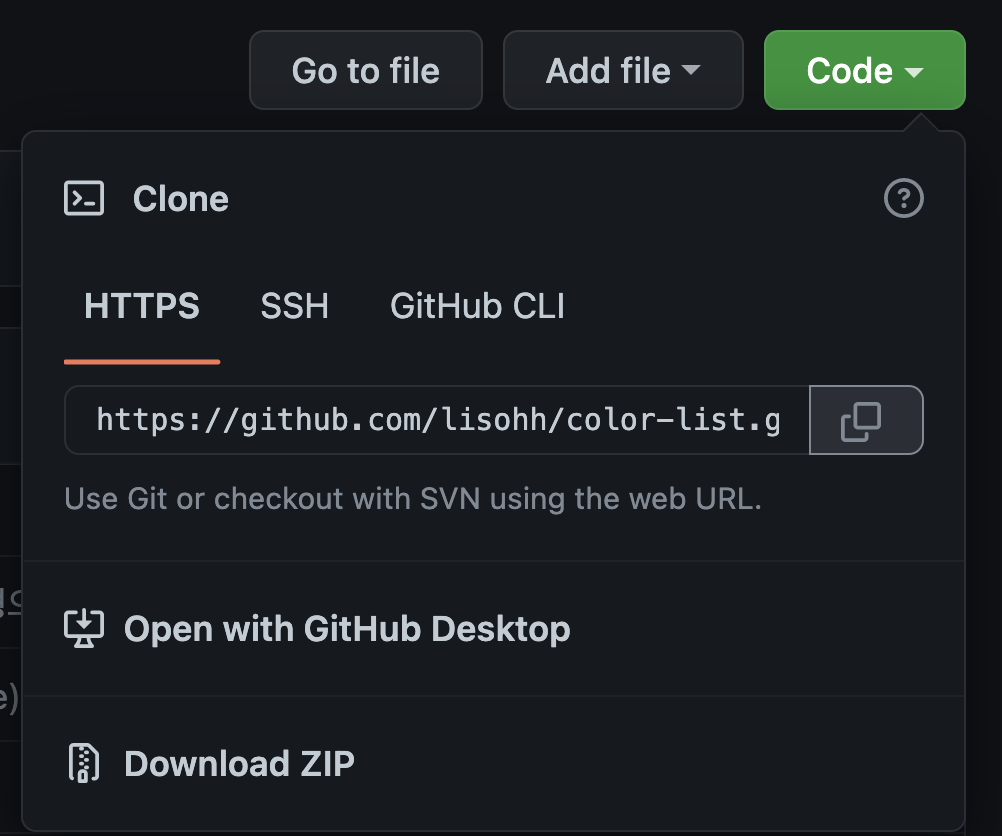 Go to file
Add file
Code
Clone
HTTPS
SSH
GitHub CLI
https://github.com/lisohh/color-list.g
Use Git or checkout with SVN using the web URL.
Open with GitHub Desktop
e)
Download ZIP